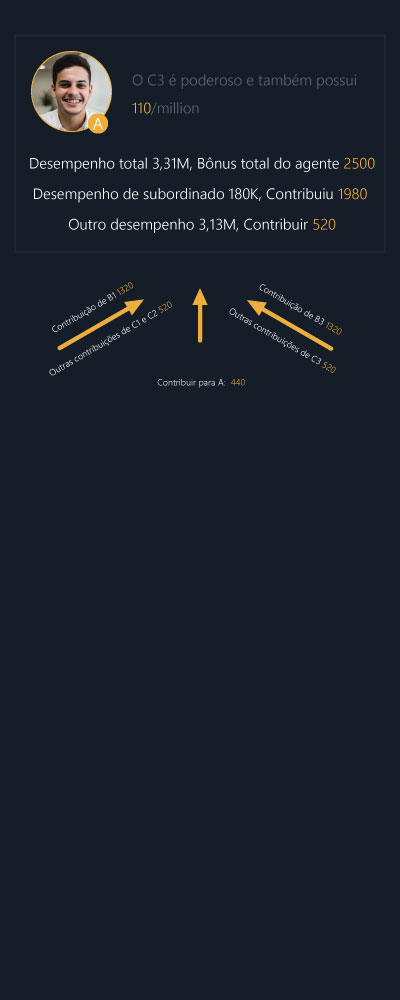 O C3 é poderoso e também possui
110/million
A
Desempenho total 3,31M, Bônus total do agente 2500
Desempenho de subordinado 180K, Contribuiu 1980
Outro desempenho 3,13M, Contribuir 520
Contribuição de B1 1320
Outras contribuições de C1 e C2 520
Contribuição de B3 1320
Outras contribuições de C3 520
Contribuir para A: 440